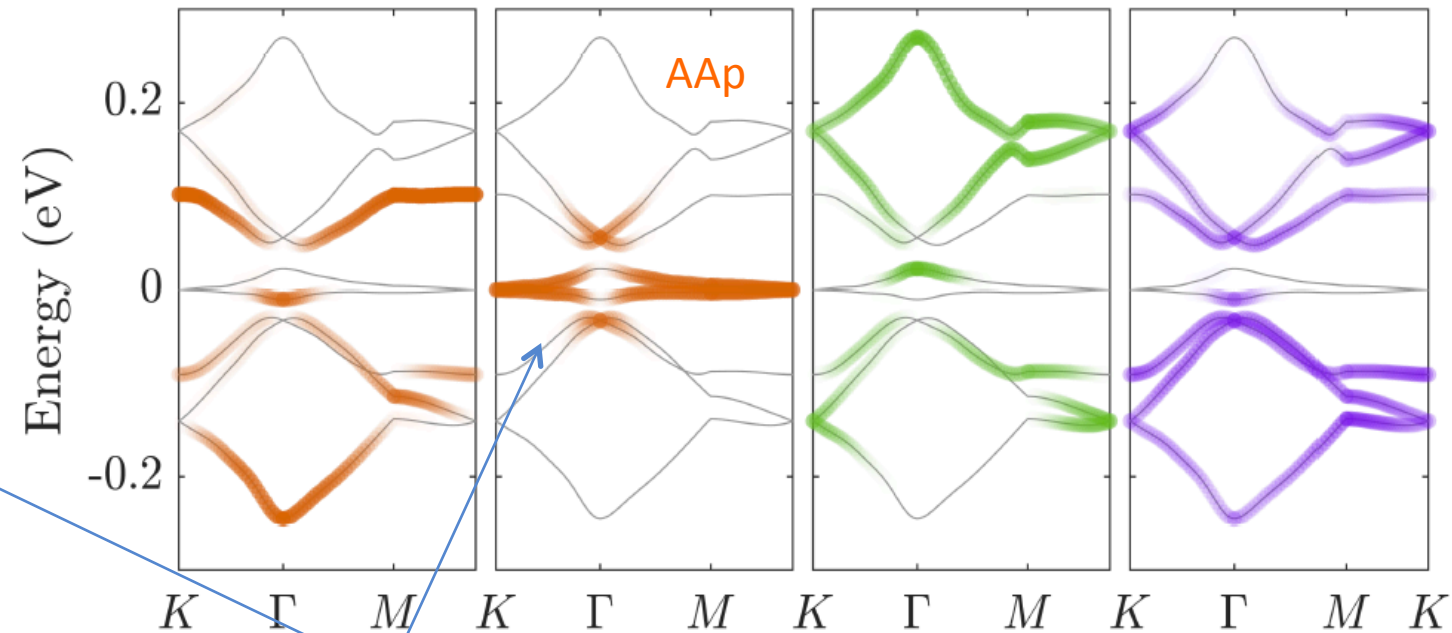 AAp
Energy (eV)
0.2
0
-0.2
K Γ M K Γ M K Γ M K Γ M K